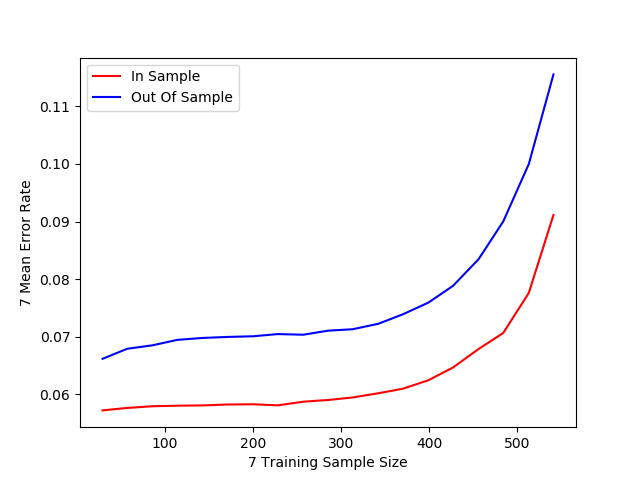 In Sample
Out Of Sample
0.11
0.10
0.09
0.08
0.07
0.06
7 Mean Error Rate
100 200 300 400 500
7 Training Sample Size